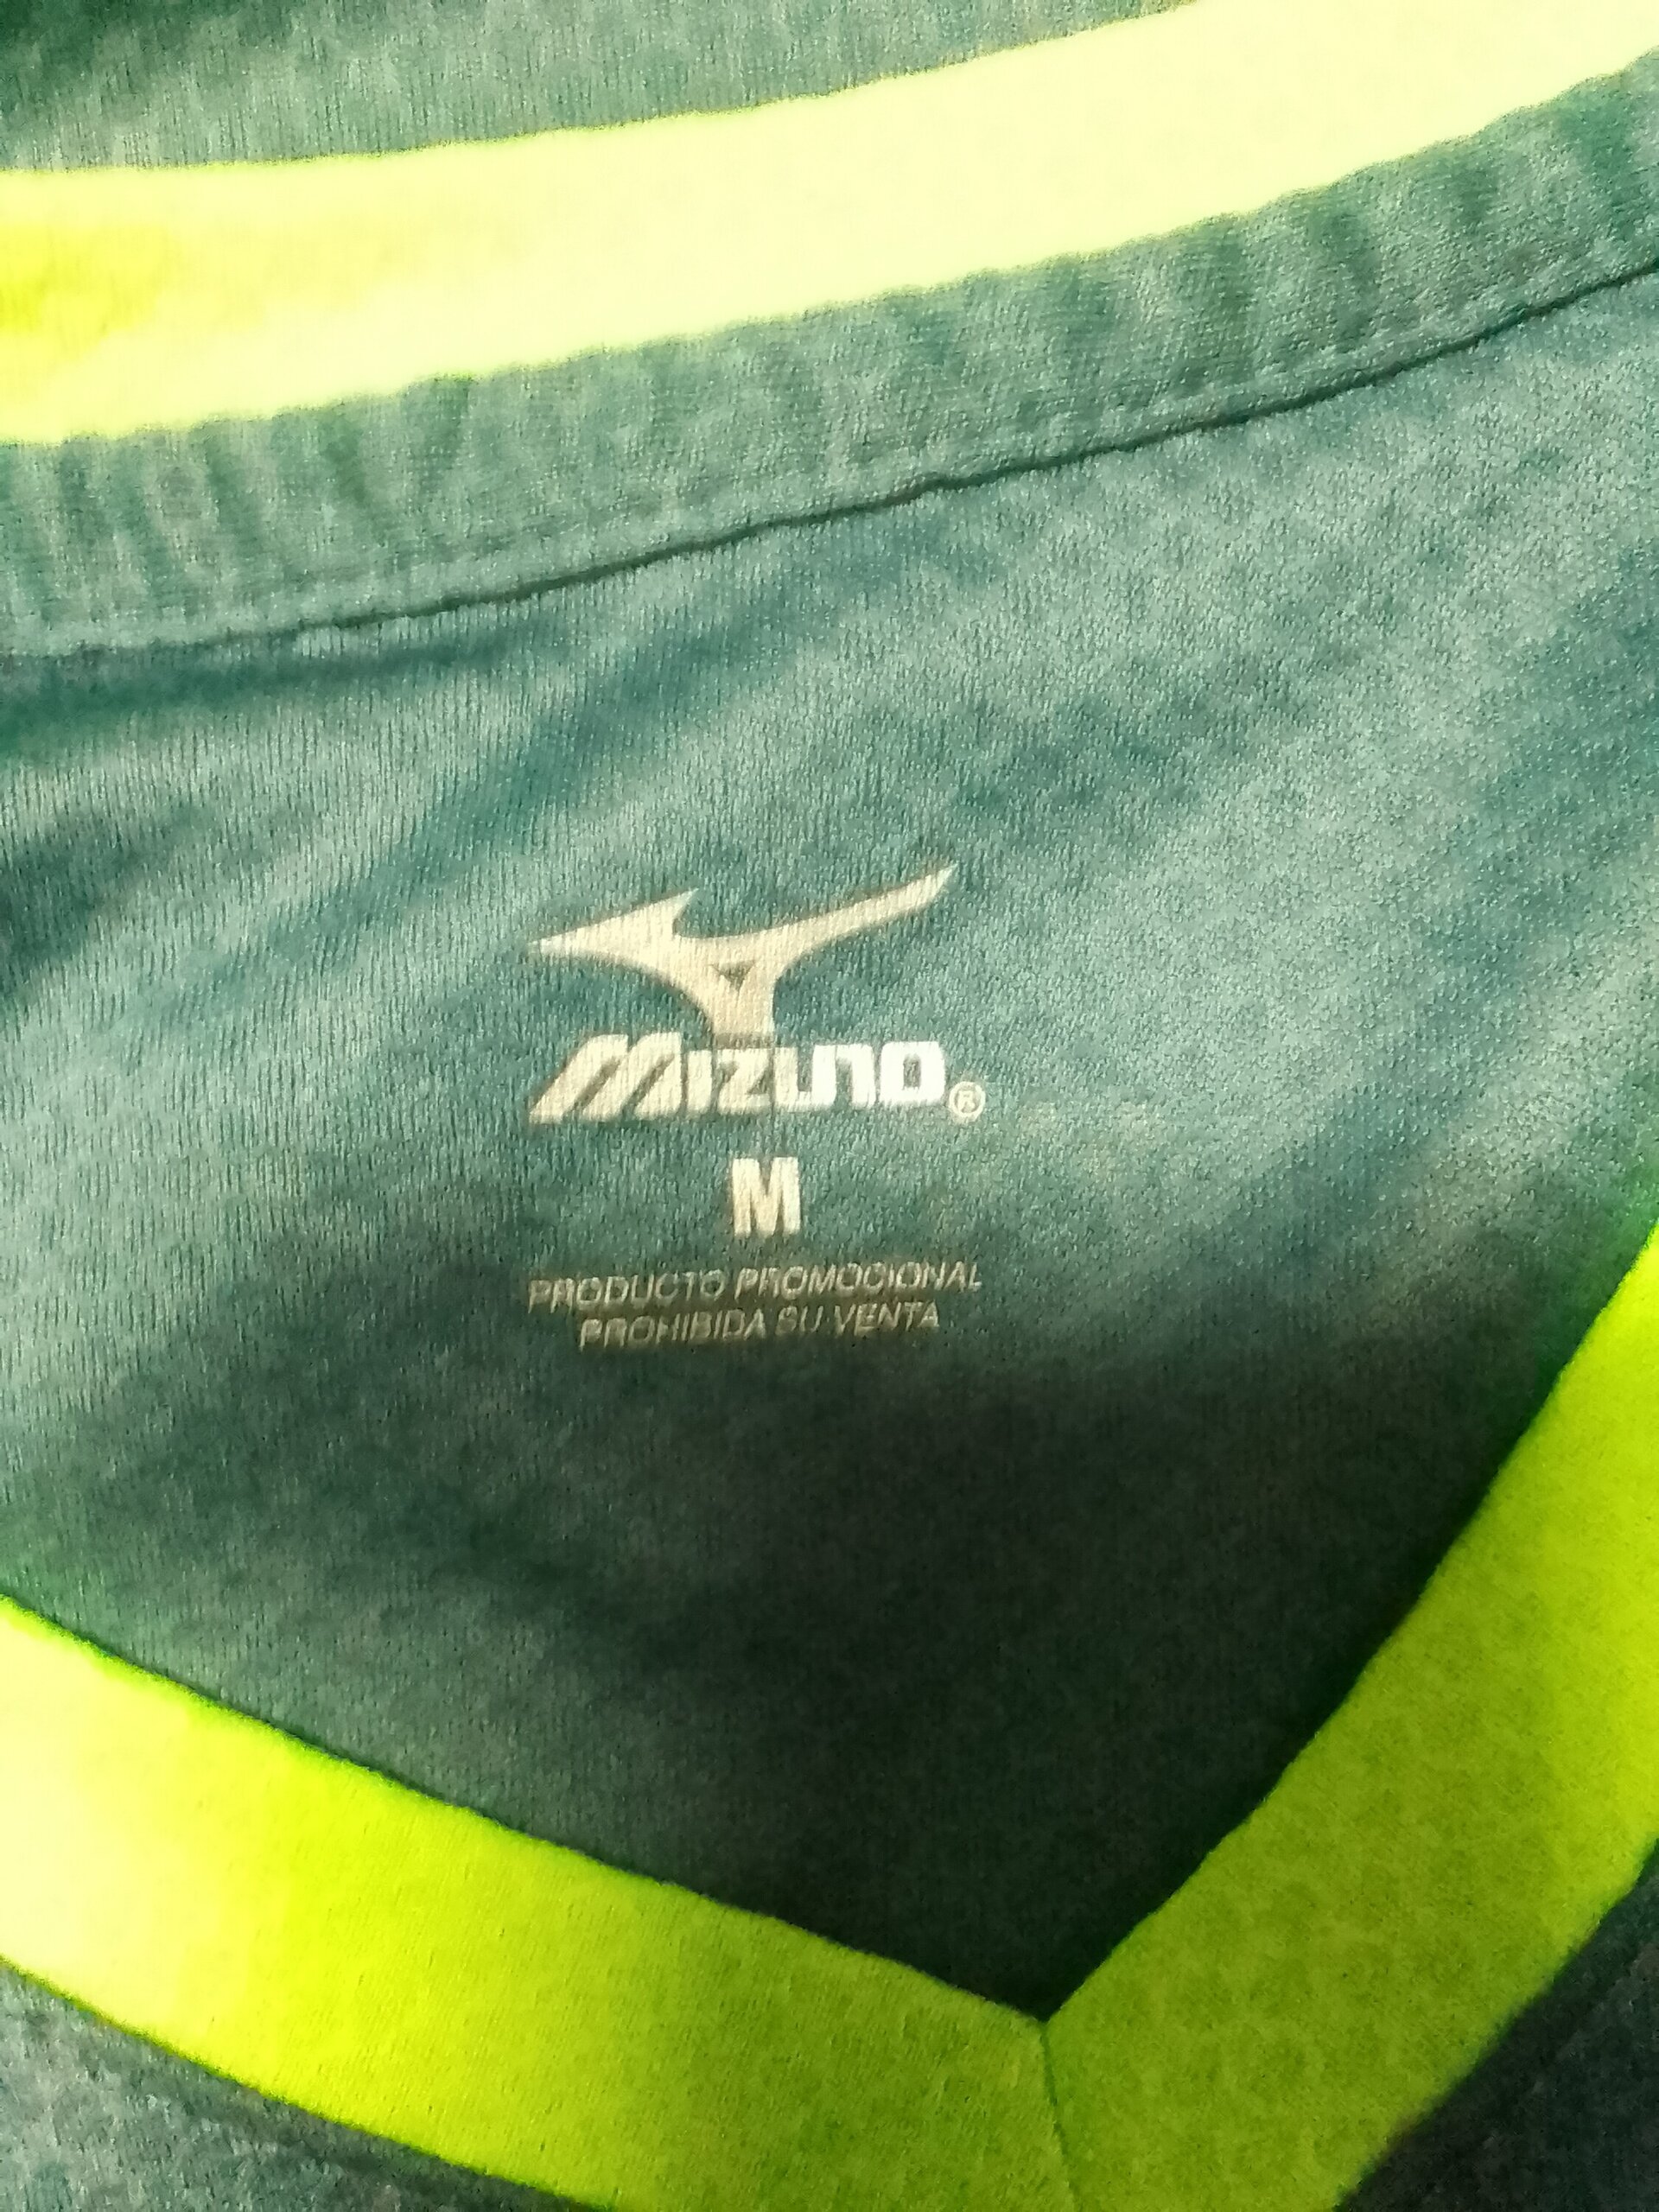 MIZUNO®
M
PRODUCTO PROMOCIONAL
PROHIBIDA SU VENTA